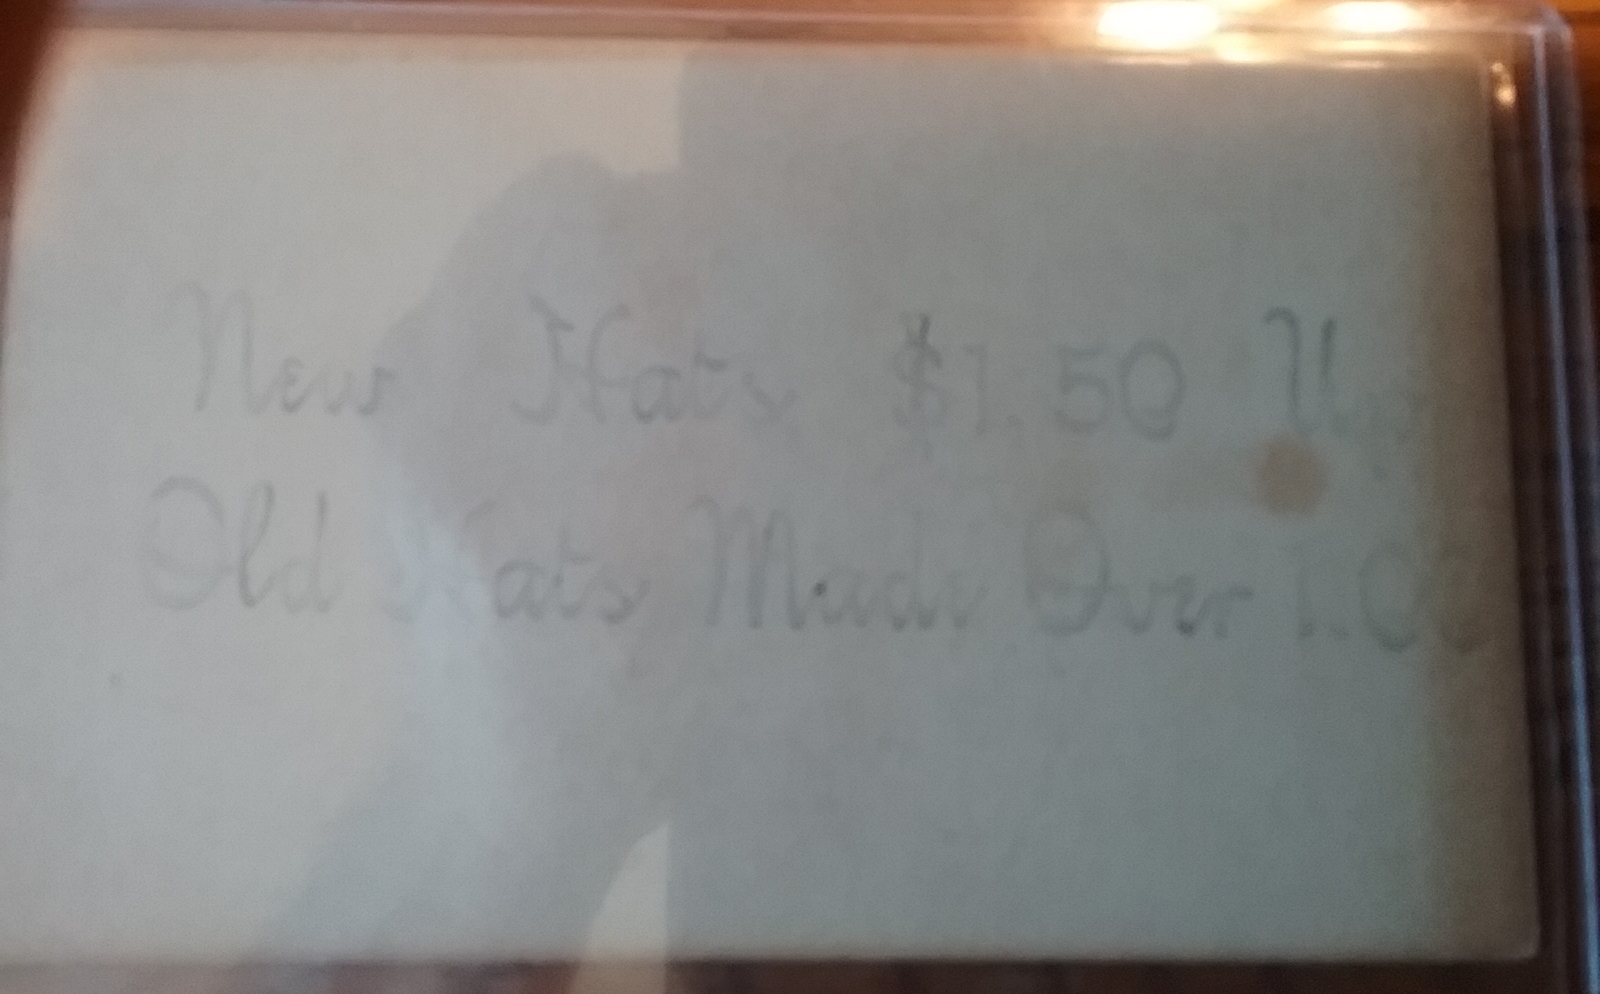 New Hats $1.50 Up
Old Hats Made Over 1.00